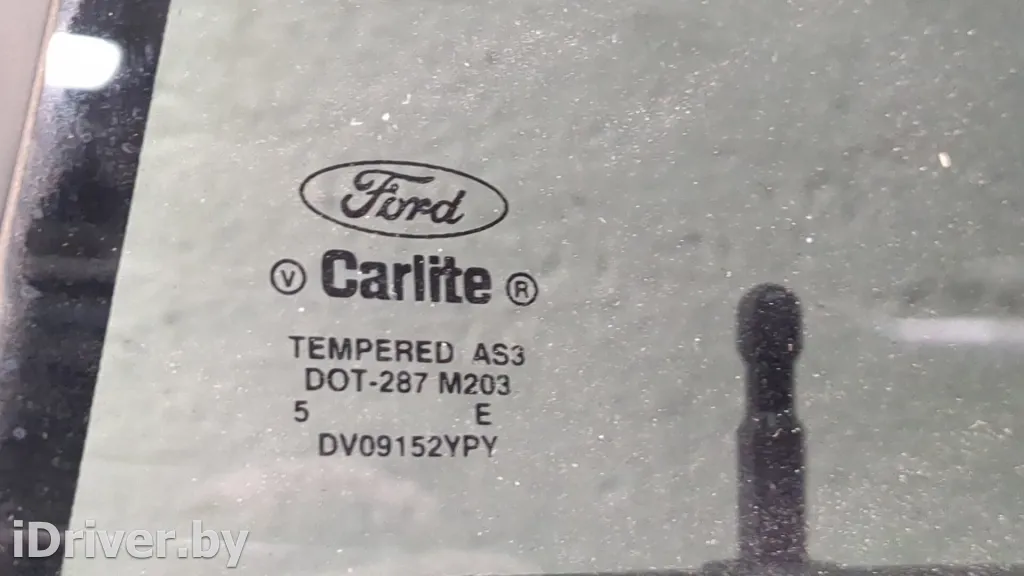 Ford
V Carlite ®
TEMPERED AS3
DOT-287 M203
5 E
DV09152YPY
iDriver.by